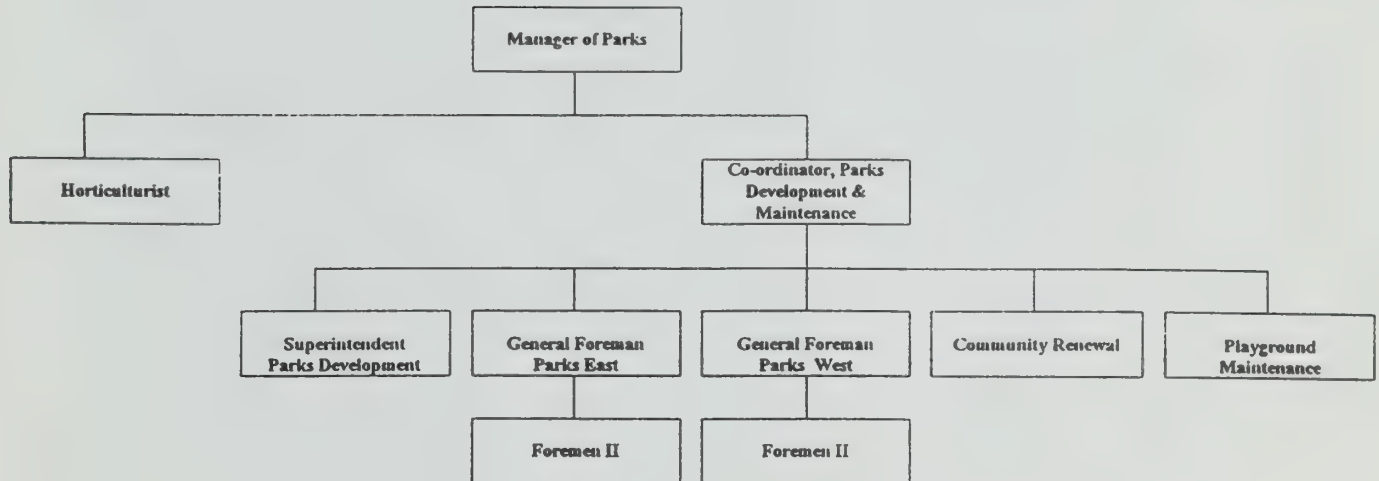 Manager of Parks
Horticulturist
Co-ordinator, Parks
Development &
Maintenance
Superintendent
Parks Development
General Foreman
Parks East
General Foreman
Parks West
Community Renewal
Playground
Maintenance
Foremen II
Foremen II